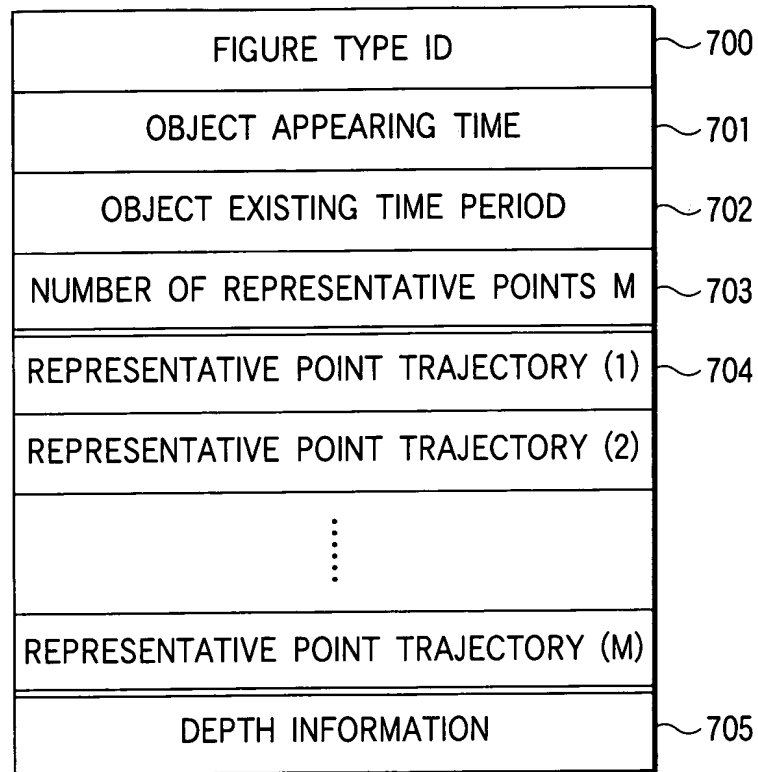 FIGURE TYPE ID 700
OBJECT APPEARING TIME 701
OBJECT EXISTING TIME PERIOD 702
NUMBER OF REPRESENTATIVE POINTS M 703
REPRESENTATIVE POINT TRAJECTORY (1) 704
REPRESENTATIVE POINT TRAJECTORY (2)
REPRESENTATIVE POINT TRAJECTORY (M)
DEPTH INFORMATION 705